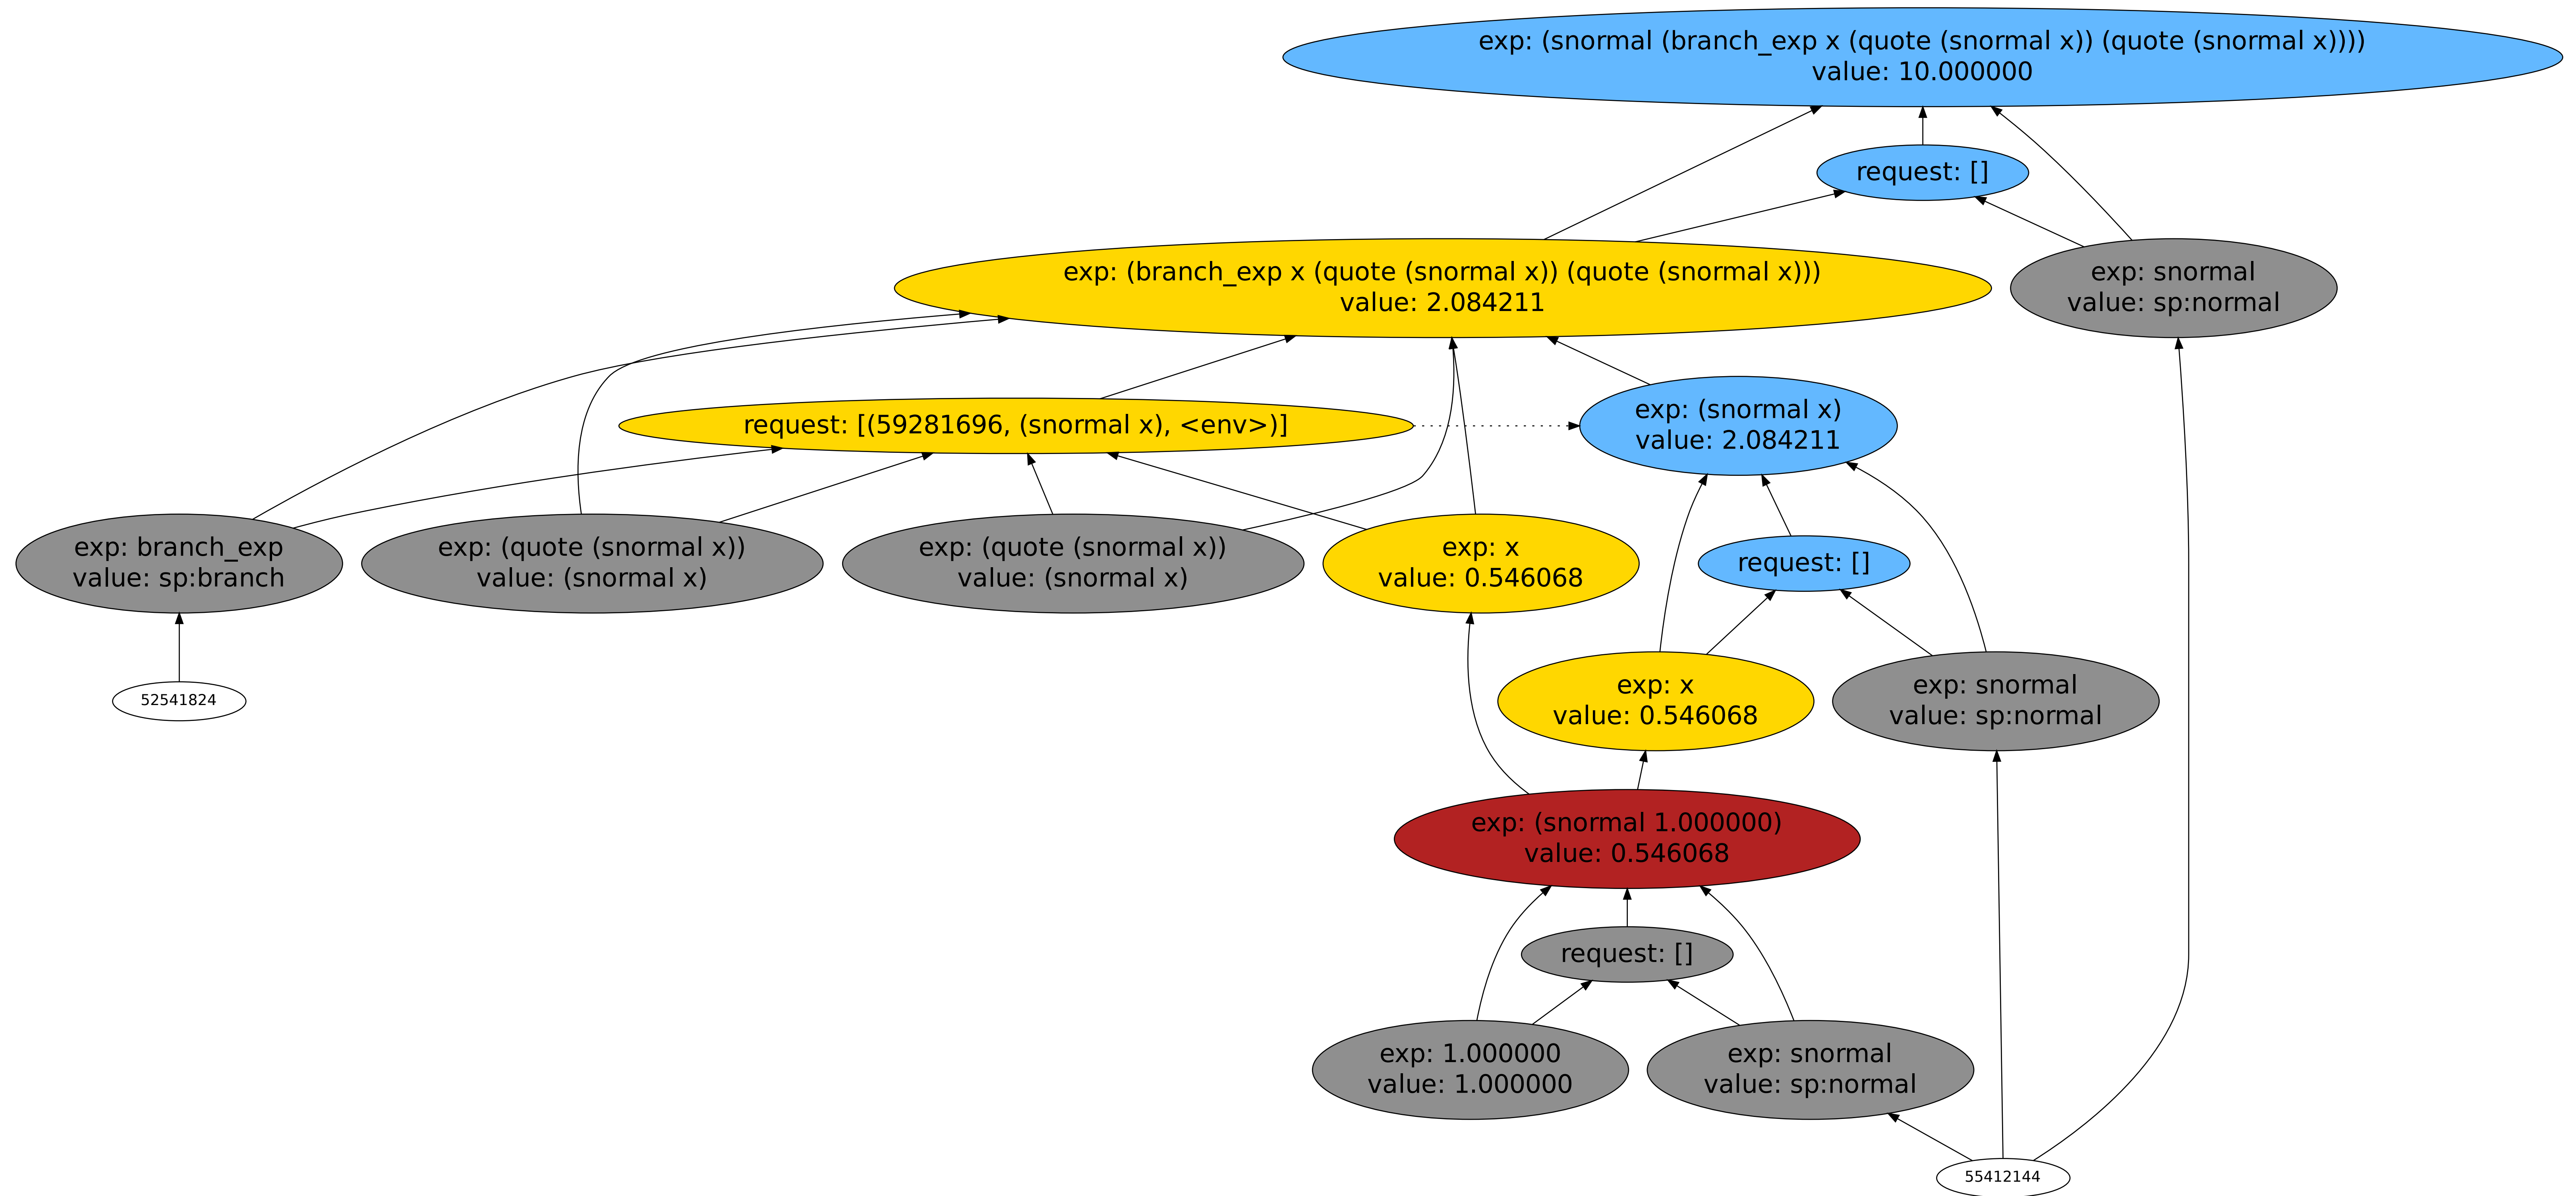 exp: (snormal (branch_exp x (quote (snormal x)) (quote (snormal x))))
value: 10.000000
request: []
exp: (branch_exp x (quote (snormal x)) (quote (snormal x)))
value: 2.084211
exp: snormal
value: sp:normal
request: [(59281696, (snormal x), <env>)]
exp: (snormal x)
value: 2.084211
exp: branch_exp
value: sp:branch
exp: (quote (snormal x))
value: (snormal x)
exp: (quote (snormal x))
value: (snormal x)
exp: x
value: 0.546068
request: []
52541824
exp: x
value: 0.546068
exp: snormal
value: sp:normal
exp: (snormal 1.000000)
value: 0.546068
request: []
exp: 1.000000
value: 1.000000
exp: snormal
value: sp:normal
55412144